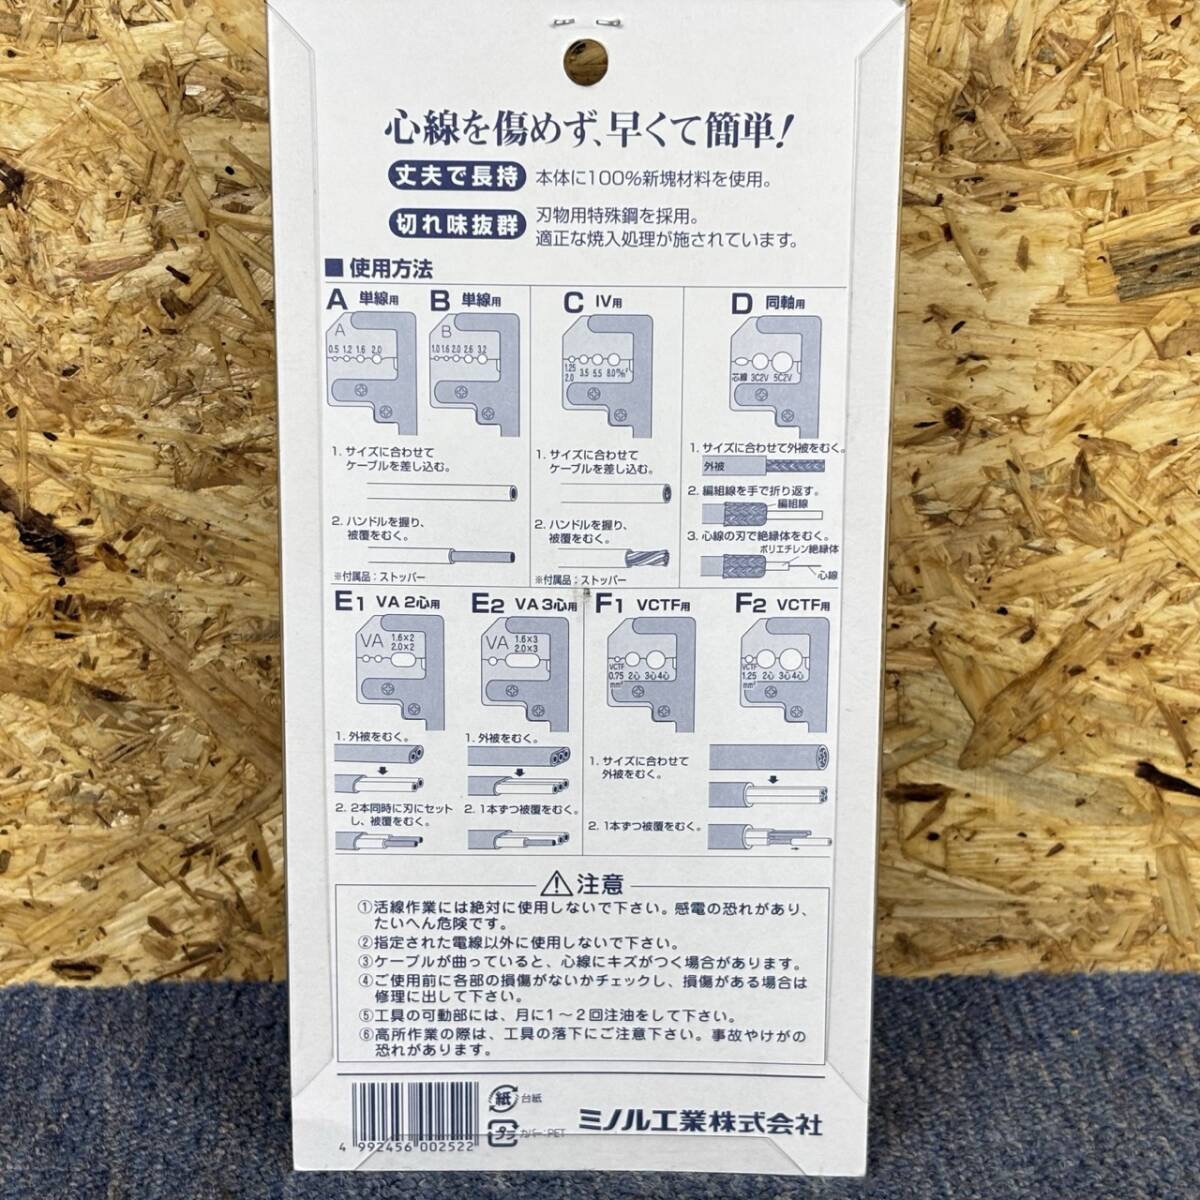 心線を傷めず、早くて簡単!
丈夫で長持 本体に100%新塊材料を使用。
切れ味抜群 刃物用特殊鋼を採用。
適正な焼入処理が施されています。
■ 使用方法
A 単線用
A
0.5 1.2 1.6 2.0
B 単線用
B
1.0 1.6 2.0 2.6 3.2
1. サイズに合わせて
ケーブルを差し込む。
2. ハンドルを握り、
被覆をむく。
※付属品：ストッパー
C IV用
1.25
2.0 3.5 5.5 8.0㎟
1. サイズに合わせて
ケーブルを差し込む。
2. ハンドルを握り、
被覆をむく。
※付属品：ストッパー
D 同軸用
芯線 3C2V 5C2V
1. サイズに合わせて外被をむく。
外被
2. 編組線を手で折り返す。
編組線
3. 心線の刃で絶縁体をむく。
ポリエチレン絶縁体
心線
E1 VA 2心用
VA 1.6×2
2.0×2
1. 外被をむく。
2. 2本同時に刃にセット
し、被覆をむく。
E2 VA 3心用
VA 1.6×3
2.0×3
1. 外被をむく。
2. 1本ずつ被覆をむく。
F1 VCTF用
VCTF
0.75 2心 3心4心
mm²
F2 VCTF用
VCTF
1.25 2心 3心4心
mm²
1. サイズに合わせて
外被をむく。
2. 1本ずつ被覆をむく。
⚠注意
①活線作業には絶対に使用しないで下さい。感電の恐れがあり、
たいへん危険です。
②指定された電線以外に使用しないで下さい。
③ケーブルが曲っていると、心線にキズがつく場合があります。
④ご使用前に各部の損傷がないかチェックし、損傷がある場合は
修理に出して下さい。
⑤工具の可動部には、月に1〜2回注油をして下さい。
⑥高所作業の際は、工具の落下にご注意下さい。事故やけがの
恐れがあります。
4 992456 002522
紙 台紙
プラ カバー:PET
ミノル工業株式会社